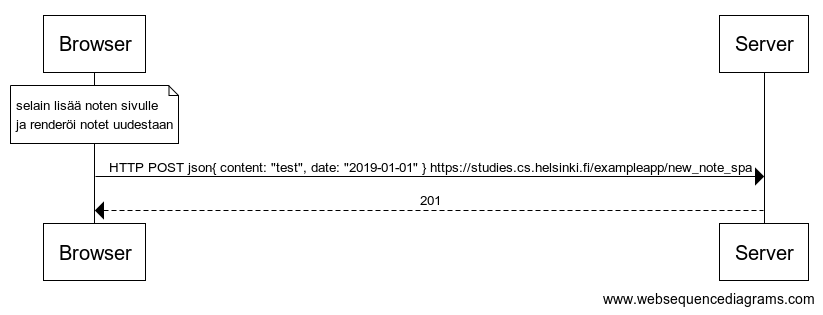 Browser
Server
selain lisää noten sivulle
ja renderöi notet uudestaan
HTTP POST json{ content: "test", date: "2019-01-01" } https://studies.cs.helsinki.fi/exampleapp/new_note_spa
201
Browser
Server
www.websequencediagrams.com